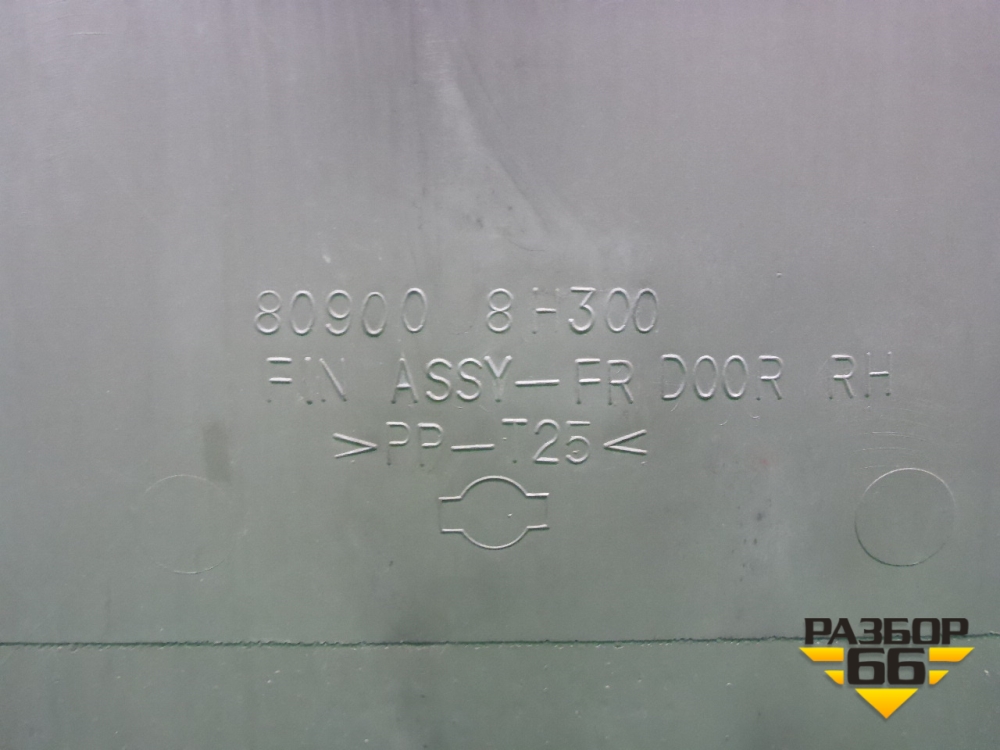 80900 8H300
FIN ASSY-FR DOOR RH
>PP-T25<
РАЗБОР
66